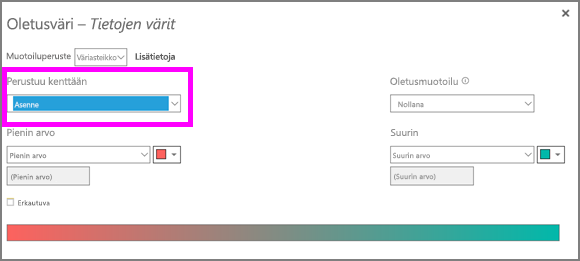 Oletusväri – Tietojen värit
Muotoiluperuste Väriasteikko Lisätietoja
Perustuu kenttään
Oletusmuotoilu
Asenne
Nollana
Pienin arvo
Suurin
Pienin arvo
Suurin arvo
(Pienin arvo)
(Suurin arvo)
Erkautuva